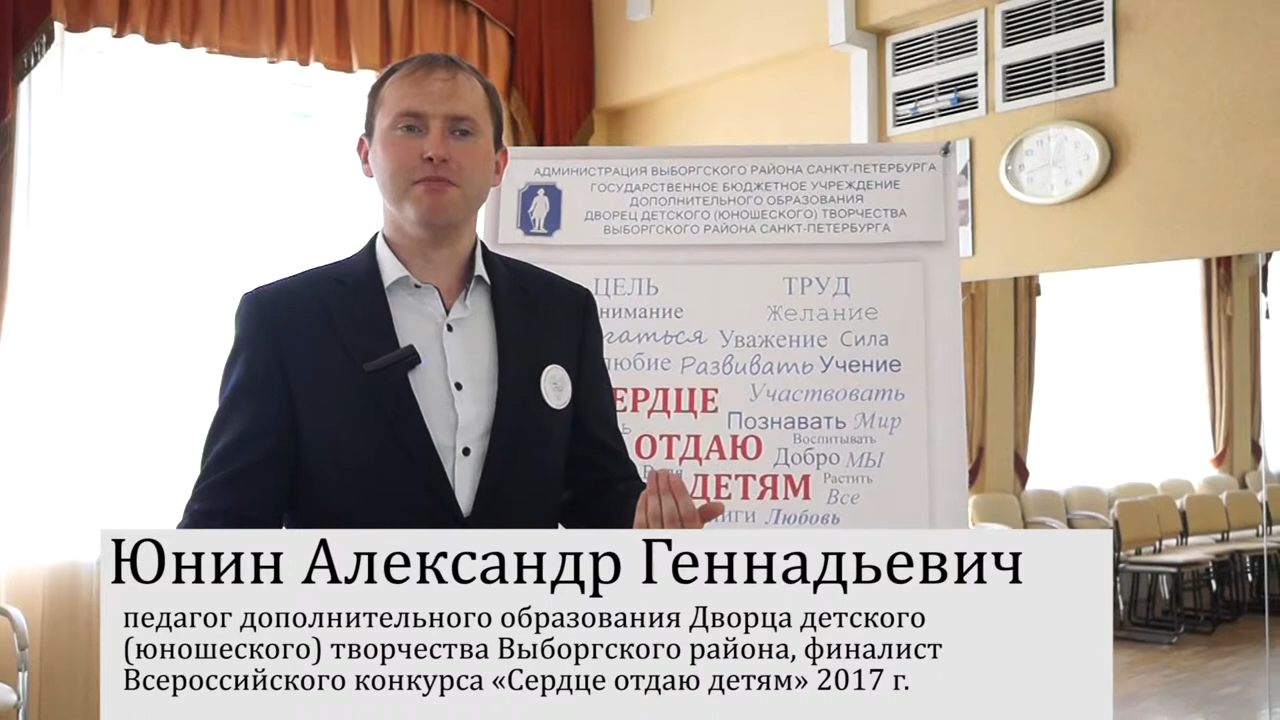 АДМИНИСТРАЦИЯ ВЫБОРГСКОГО РАЙОНА САНКТ-ПЕТЕРБУРГА
ГОСУДАРСТВЕННОЕ БЮДЖЕТНОЕ УЧРЕЖДЕНИЕ
ДОПОЛНИТЕЛЬНОГО ОБРАЗОВАНИЯ
ДВОРЕЦ ДЕТСКОГО (ЮНОШЕСКОГО) ТВОРЧЕСТВА
ВЫБОРГСКОГО РАЙОНА САНКТ-ПЕТЕРБУРГА
ЦЕЛЬ ТРУД
Желание
Уважение Сила
Развивать Учение
Участвовать
ЕРДЦЕ
Познавать Мир
Воспитывать
ОТДАЮ Добро МЫ
Растить
ДЕТЯМ Все
Любовь
Юнин Александр Геннадьевич
педагог дополнительного образования Дворца детского
(юношеского) творчества Выборгского района, финалист
Всероссийского конкурса «Сердце отдаю детям» 2017 г.